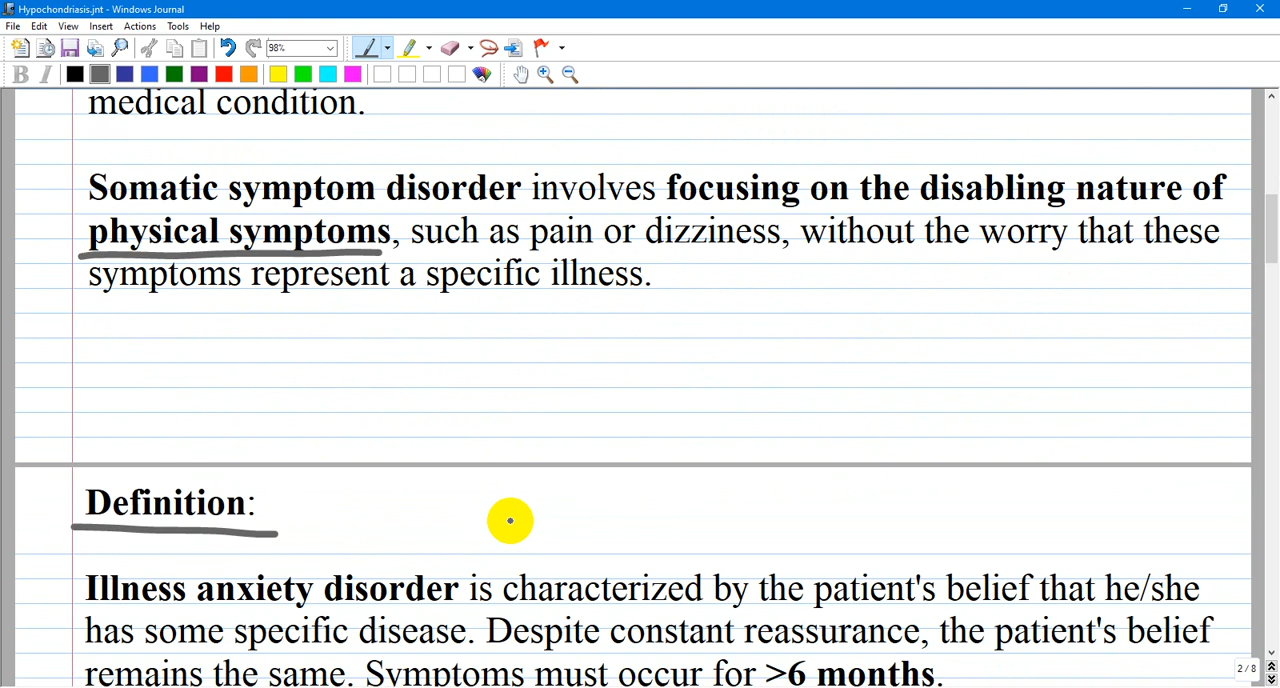 Hypochondriasis.jnt - Windows Journal
File Edit View Insert Actions Tools Help
98%
B I
medical condition.
Somatic symptom disorder involves focusing on the disabling nature of
physical symptoms, such as pain or dizziness, without the worry that these
symptoms represent a specific illness.
Definition:
Illness anxiety disorder is characterized by the patient's belief that he/she
has some specific disease. Despite constant reassurance, the patient's belief
remains the same. Symptoms must occur for >6 months.
2 / 8